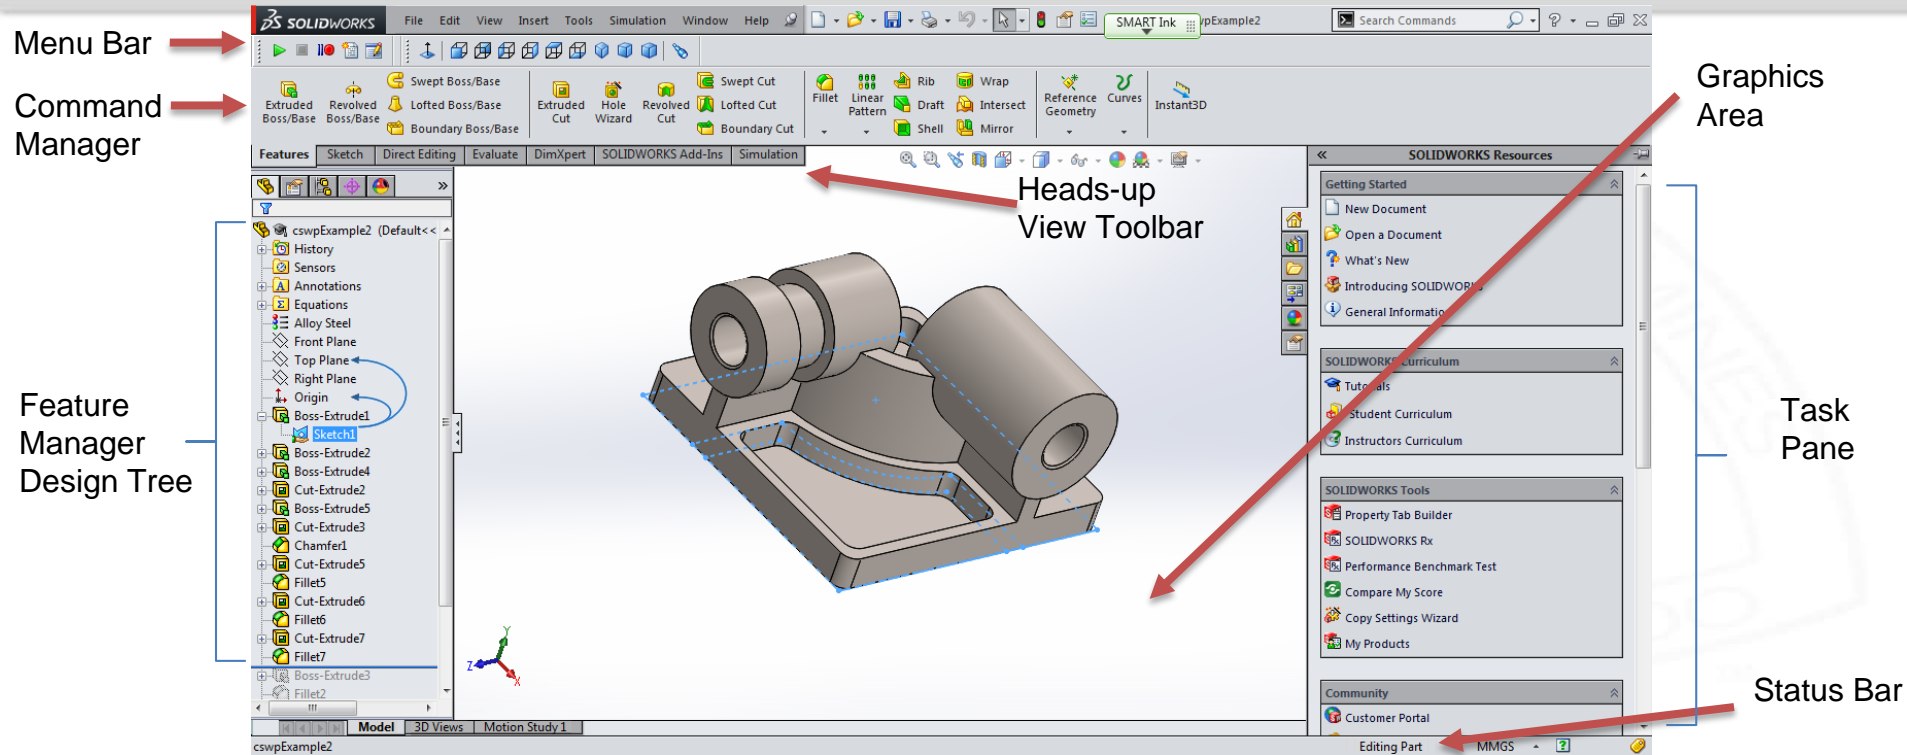 Menu Bar
Command
Manager
Feature
Manager
Design Tree
SOLIDWORKS
File Edit View Insert Tools Simulation Window Help
SMART Ink
wpExample2
Search Commands
Extruded
Boss/Base
Revolved
Boss/Base
Swept Boss/Base
Lofted Boss/Base
Boundary Boss/Base
Extruded
Cut
Hole
Wizard
Revolved
Cut
Swept Cut
Lofted Cut
Boundary Cut
Fillet
Linear
Pattern
Rib
Draft
Shell
Wrap
Intersect
Mirror
Reference
Geometry
Curves
Instant3D
Features Sketch Direct Editing Evaluate DimXpert SOLIDWORKS Add-Ins Simulation
cswpExample2 (Default<<
History
Sensors
Annotations
Equations
Alloy Steel
Front Plane
Top Plane
Right Plane
Origin
Boss-Extrude1
Sketch1
Boss-Extrude2
Boss-Extrude4
Cut-Extrude2
Boss-Extrude5
Cut-Extrude3
Chamfer1
Cut-Extrude5
Fillet5
Cut-Extrude6
Fillet6
Cut-Extrude7
Fillet7
Boss-Extrude3
Fillet2
Model 3D Views Motion Study 1
cswpExample2
Heads-up
View Toolbar
Y
Z
X
SOLIDWORKS Resources
Getting Started
New Document
Open a Document
What's New
Introducing SOLIDWORKS
General Information
SOLIDWORKS Curriculum
Tutorials
Student Curriculum
Instructors Curriculum
SOLIDWORKS Tools
Property Tab Builder
SOLIDWORKS Rx
Performance Benchmark Test
Compare My Score
Copy Settings Wizard
My Products
Community
Customer Portal
Editing Part
MMGS
Graphics
Area
Task
Pane
Status Bar